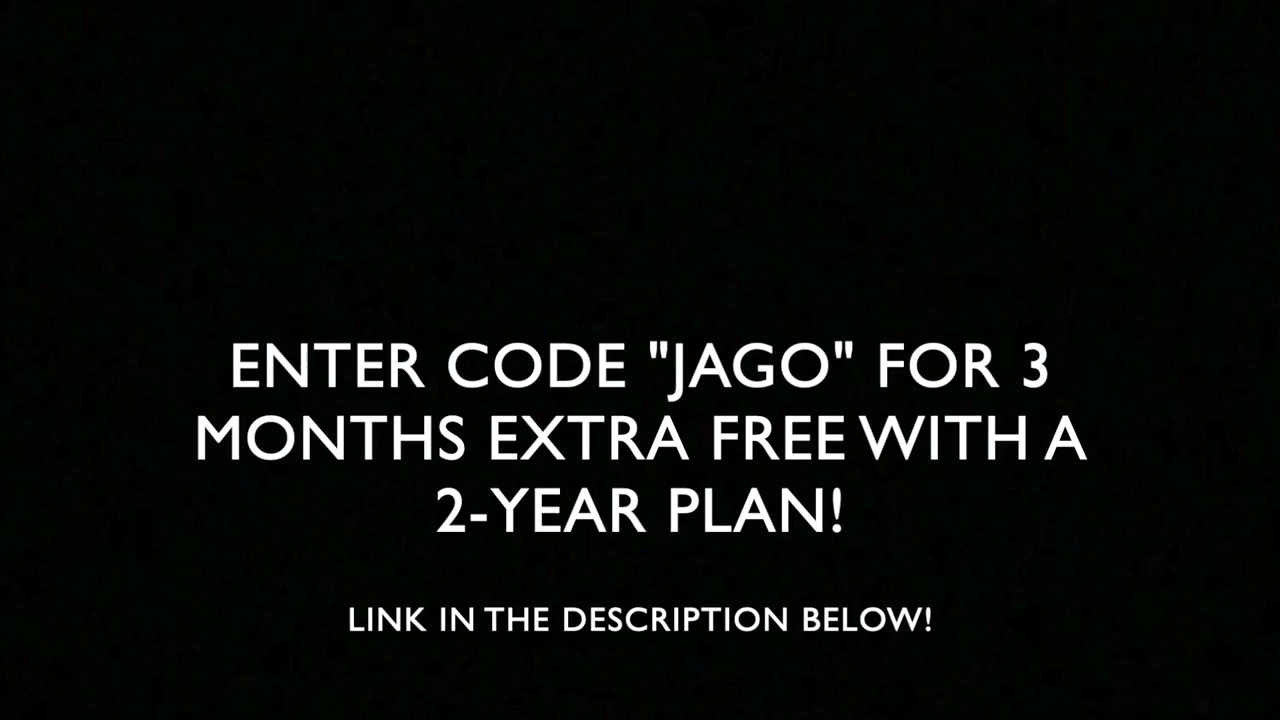 ENTER CODE "JAGO" FOR 3
MONTHS EXTRA FREE WITH A
2-YEAR PLAN!
LINK IN THE DESCRIPTION BELOW!